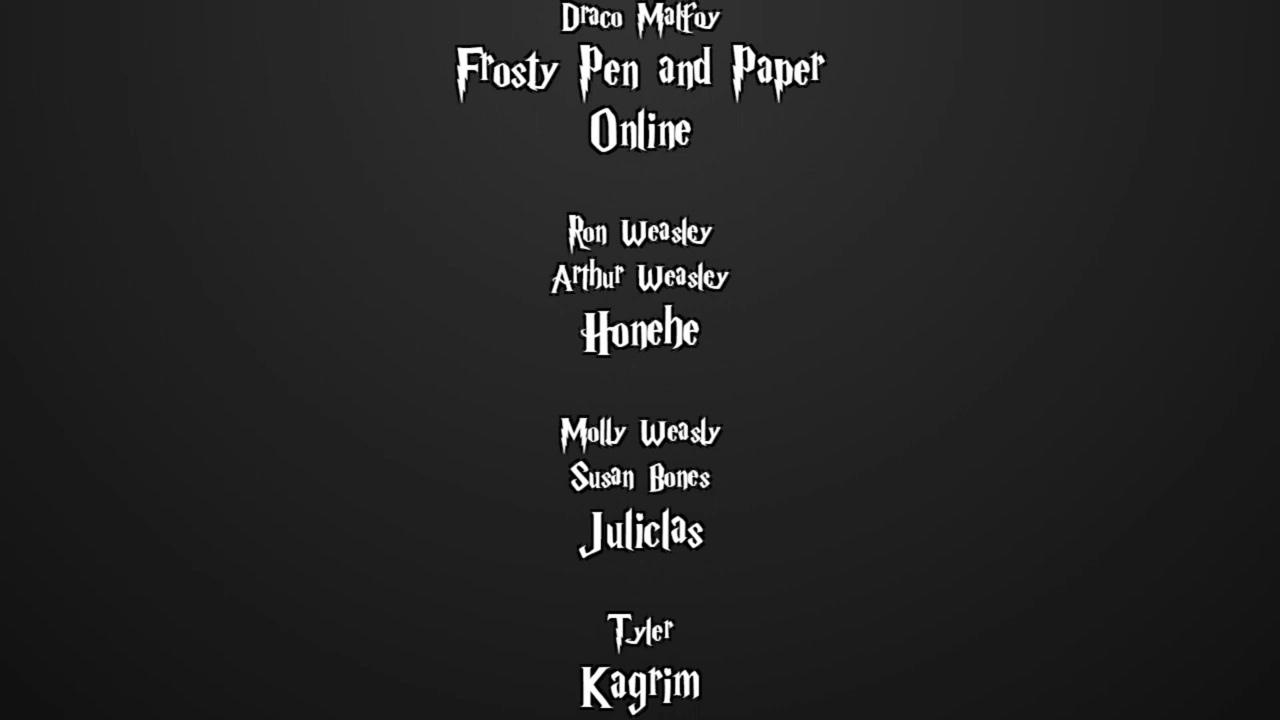 Draco Malfoy
Frosty Pen and Paper
Online
Ron Weasley
Arthur Weasley
Honehe
Molly Weasly
Susan Bones
Juliclas
Tyler
Kagrim